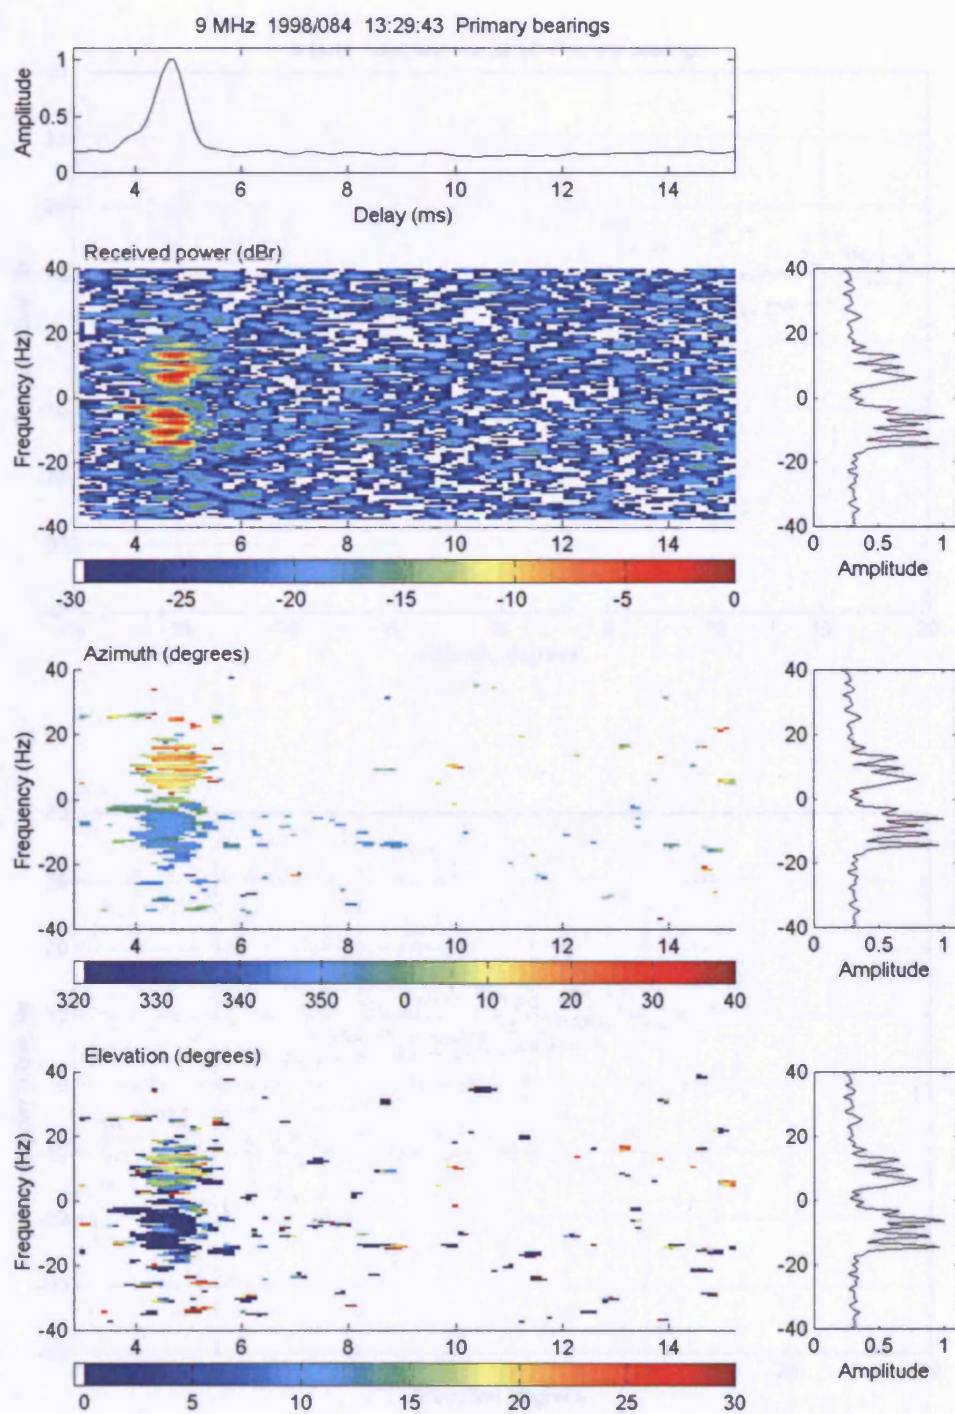 9 MHz 1998/084 13:29:43 Primary bearings
1
0.5
0
Amplitude
4 6 8 10 12 14
Delay (ms)
Received power (dBr)
40
20
0
-20
-40
Frequency (Hz)
4 6 8 10 12 14
0 0.5 1
Amplitude
40
20
0
-20
-40
-30 -25 -20 -15 -10 -5 0
Azimuth (degrees)
40
20
0
-20
-40
Frequency (Hz)
4 6 8 10 12 14
40
20
0
-20
-40
0 0.5 1
Amplitude
320 330 340 350 0 10 20 30 40
Elevation (degrees)
40
20
0
-20
-40
Frequency (Hz)
4 6 8 10 12 14
40
20
0
-20
-40
0 0.5 1
Amplitude
0 5 10 15 20 25 30